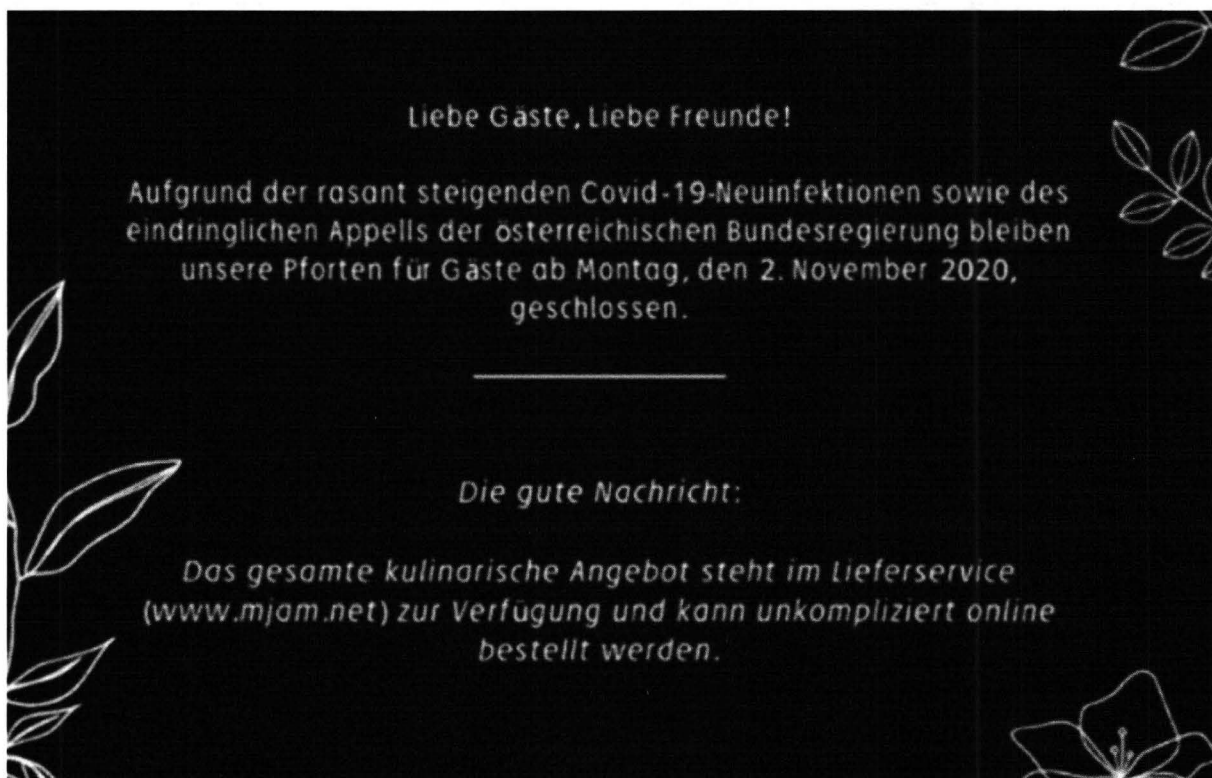 Liebe Gäste, Liebe Freunde!
Aufgrund der rasant steigenden Covid-19-Neuinfektionen sowie des
eindringlichen Appells der österreichischen Bundesregierung bleiben
unsere Pforten für Gäste ab Montag, den 2. November 2020,
geschlossen.
Die gute Nachricht:
Das gesamte kulinarische Angebot steht im Lieferservice
(www.mjam.net) zur Verfügung und kann unkompliziert online
bestellt werden.